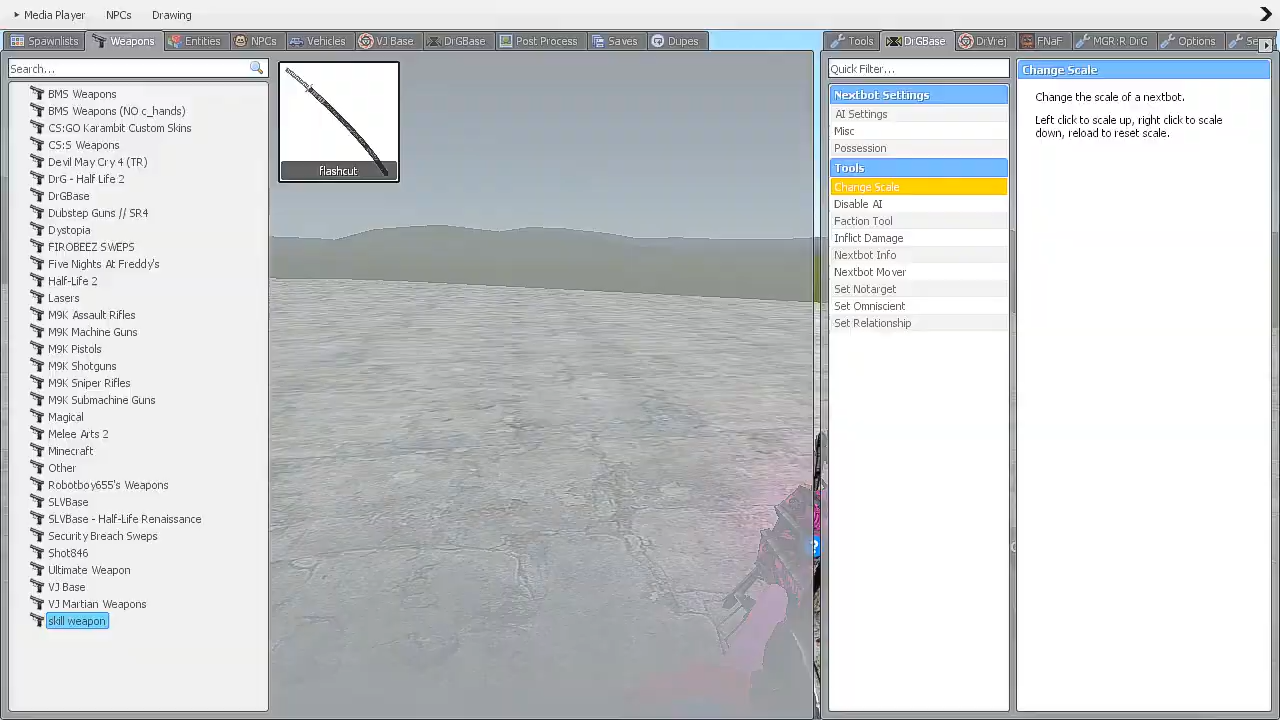 Media Player NPCs Drawing
Spawnlists Weapons Entities NPCs Vehicles VJ Base DrGBase Post Process Saves Dupes
Tools DrGBase DrVrej FNaF MGR:R DrG Options
Search...
BMS Weapons
BMS Weapons (NO c_hands)
CS:GO Karambit Custom Skins
CS:S Weapons
Devil May Cry 4 (TR)
DrG - Half Life 2
DrGBase
Dubstep Guns // SR4
Dystopia
FIROBEEZ SWEPS
Five Nights At Freddy's
Half-Life 2
Lasers
M9K Assault Rifles
M9K Machine Guns
M9K Pistols
M9K Shotguns
M9K Sniper Rifles
M9K Submachine Guns
Magical
Melee Arts 2
Minecraft
Other
Robotboy655's Weapons
SLVBase
SLVBase - Half-Life Renaissance
Security Breach Sweps
Shot846
Ultimate Weapon
VJ Base
VJ Martian Weapons
skill weapon
flashcut
Quick Filter...
Nextbot Settings
AI Settings
Misc
Possession
Tools
Change Scale
Disable AI
Faction Tool
Inflict Damage
Nextbot Info
Nextbot Mover
Set Notarget
Set Omniscient
Set Relationship
Change Scale
Change the scale of a nextbot.
Left click to scale up, right click to scale
down, reload to reset scale.